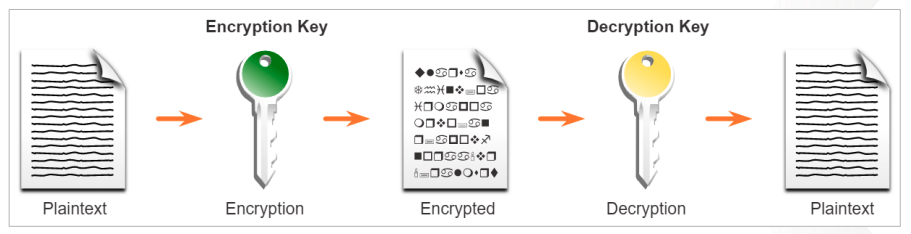 Encryption Key
Decryption Key
Plaintext
Encryption
Encrypted
Decryption
Plaintext